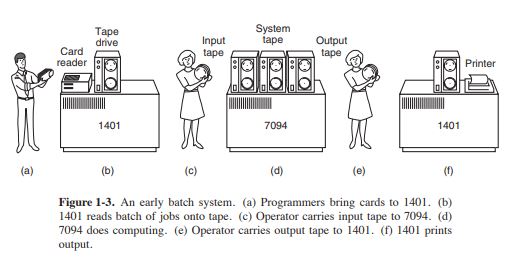 Card
reader
Tape
drive
Input
tape
System
tape
Output
tape
Printer
1401
7094
1401
(a)
(b)
(c)
(d)
(e)
(f)
Figure 1-3. An early batch system. (a) Programmers bring cards to 1401. (b)
1401 reads batch of jobs onto tape. (c) Operator carries input tape to 7094. (d)
7094 does computing. (e) Operator carries output tape to 1401. (f) 1401 prints
output.